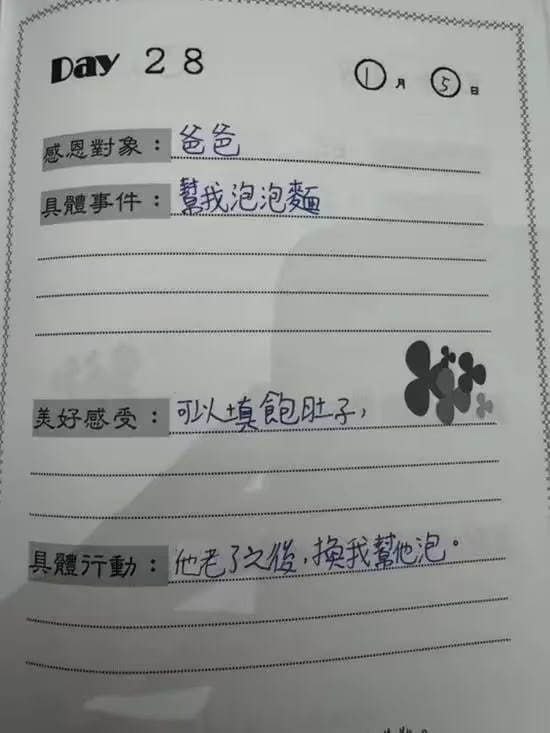 Day 28 1月5日
感恩對象：爸爸
具體事件：幫我泡泡麵
美好感受：可以填飽肚子，
具體行動：他老了之後，換我幫他泡。